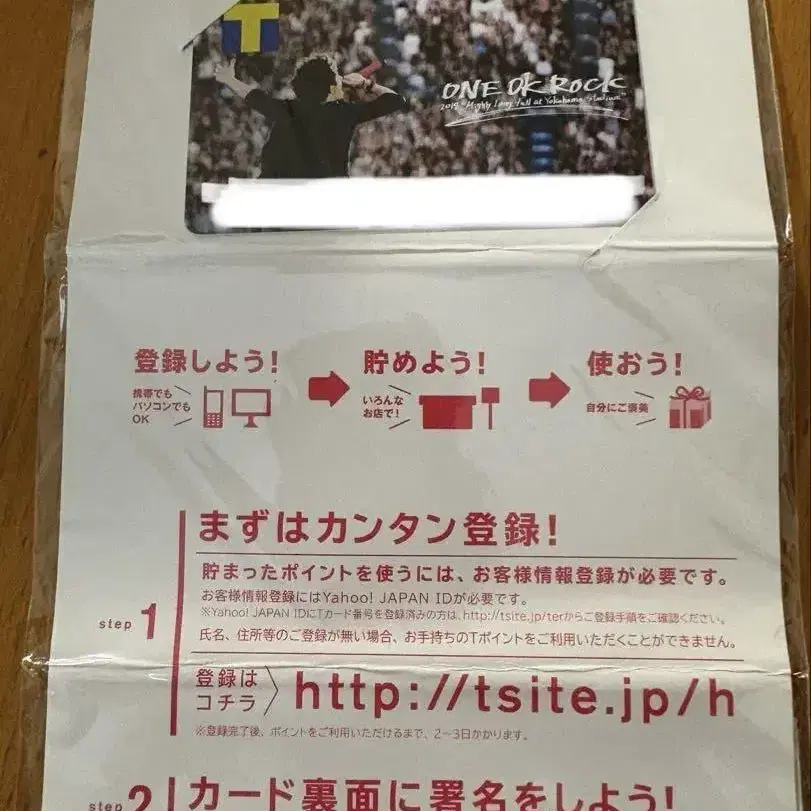 T
ONE OK ROCK
2014 "Mighty Long Fall at Yokohama Stadium"
登録しよう!
携帯でも
パソコンでも
OK
貯めよう!
いろんな
お店で!
使おう!
自分にご褒美
step 1
まずはカンタン登録!
貯まったポイントを使うには、お客様情報登録が必要です。
お客様情報登録にはYahoo! JAPAN IDが必要です。
※Yahoo! JAPAN IDにTカード番号を登録済みの方は、http://tsite.jp/terからご登録手順をご確認ください。
氏名、住所等のご登録が無い場合、お手持ちのTポイントをご利用いただくことができません。
登録は
コチラ
http://tsite.jp/h
※登録完了後、ポイントをご利用いただけるまで、2〜3日かかります。
step 2
カード裏面に署名をしよう!